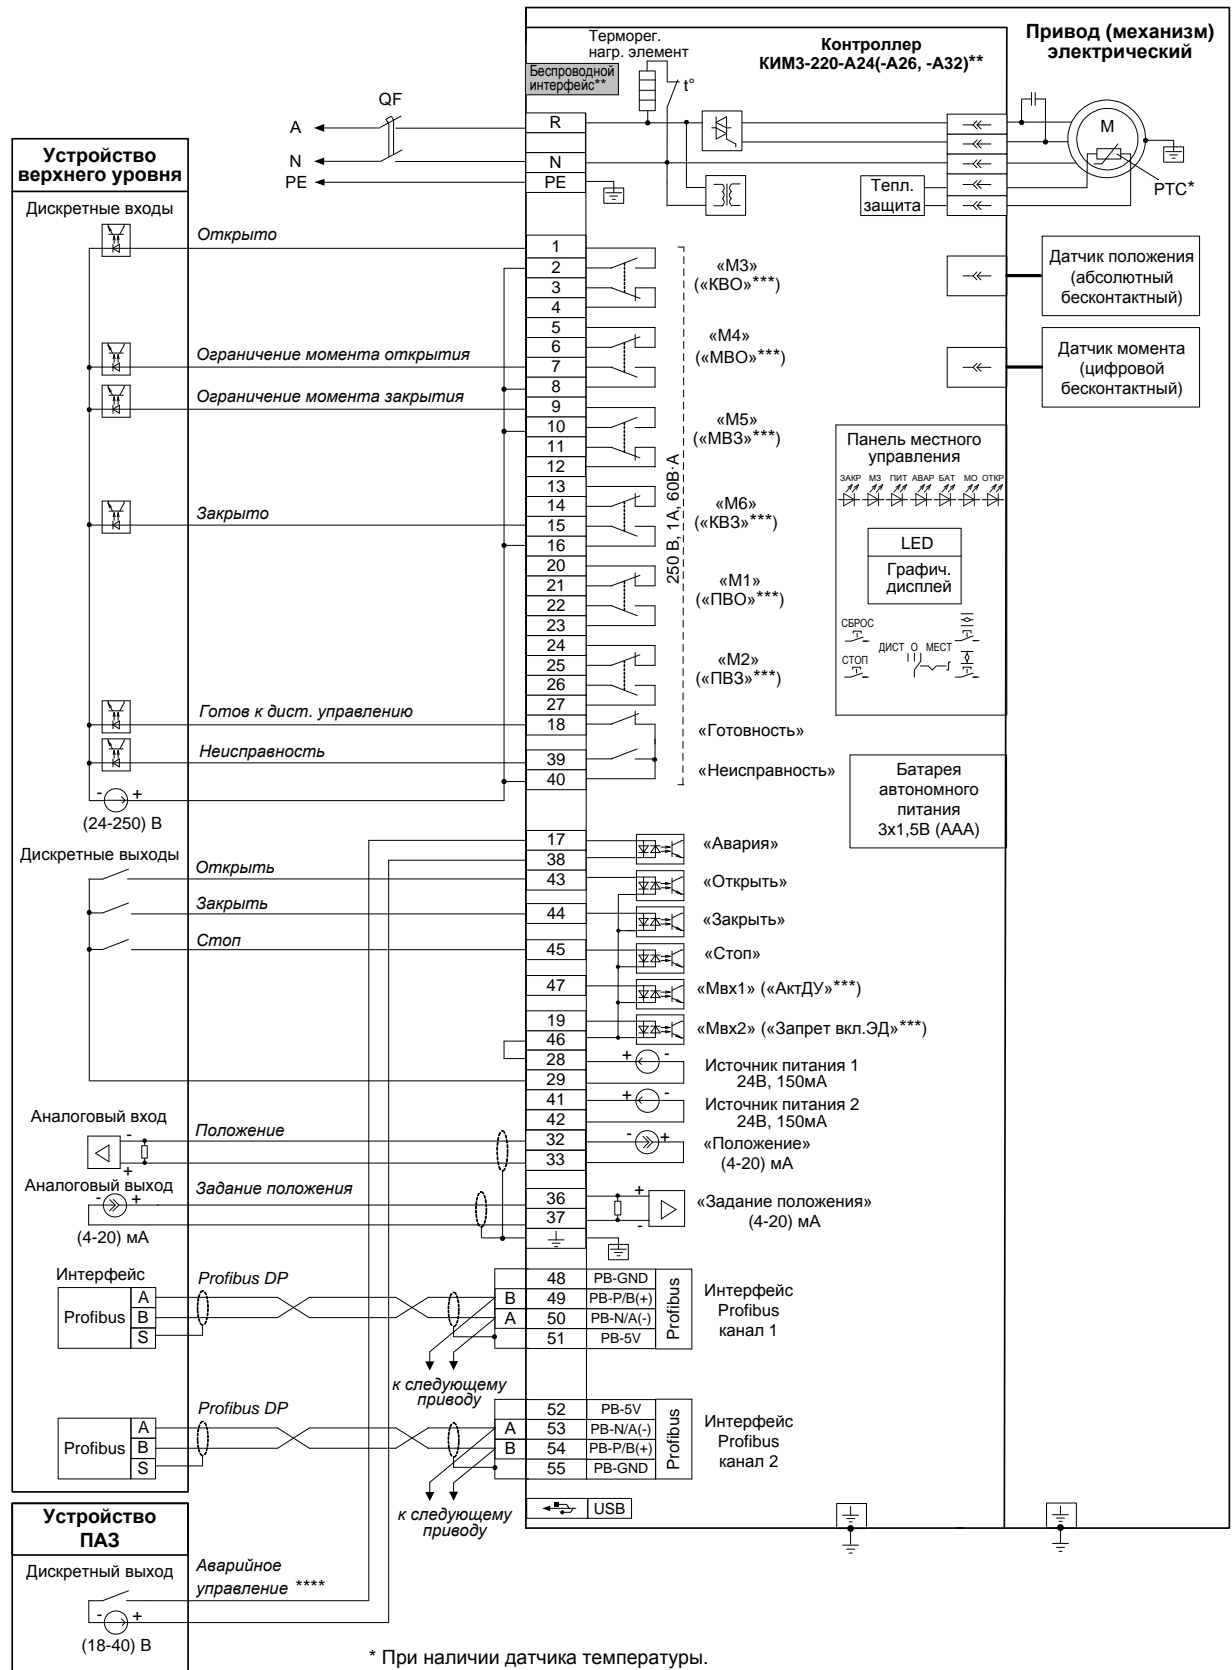 Привод (механизм)
электрический
Контроллер
КИМ3-220-А24(-А26, -А32)**
Терморег.
нагр. элемент
Беспроводной
интерфейс**
t°
QF
A
N
PE
R
N
PE
Тепл.
защита
M
PTC*
Устройство
верхнего уровня
Дискретные входы
Открыто
Ограничение момента открытия
Ограничение момента закрытия
Закрыто
Готов к дист. управлению
Неисправность
- +
(24-250) В
1
2
3
4
5
6
7
8
9
10
11
12
13
14
15
16
20
21
22
23
24
25
26
27
18
39
40
«М3»
(«КВО»***)
«М4»
(«МВО»***)
«М5»
(«МВЗ»***)
«М6»
(«КВЗ»***)
«М1»
(«ПВО»***)
«М2»
(«ПВЗ»***)
«Готовность»
«Неисправность»
250 В, 1А, 60В·А
Датчик положения
(абсолютный
бесконтактный)
Датчик момента
(цифровой
бесконтактный)
Панель местного
управления
ЗАКР МЗ ПИТ АВАР БАТ МО ОТКР
LED
Графич.
дисплей
СБРОС
СТОП
ДИСТ О МЕСТ
Батарея
автономного
питания
3х1,5В (ААА)
Дискретные выходы
Открыть
Закрыть
Стоп
17
38
43
44
45
47
19
46
28
29
41
42
32
33
36
37
«Авария»
«Открыть»
«Закрыть»
«Стоп»
«Мвх1» («АктДУ»***)
«Мвх2» («Запрет вкл.ЭД»***)
+ -
Источник питания 1
24В, 150мА
+ -
Источник питания 2
24В, 150мА
- +
«Положение»
(4-20) мА
+
-
«Задание положения»
(4-20) мА
Аналоговый вход
-
+
Положение
Аналоговый выход
- +
Задание положения
(4-20) мА
Интерфейс
Profibus
A
B
S
Profibus DP
B
A
48 PB-GND
49 PB-P/B(+)
50 PB-N/A(-)
51 PB-5V
Profibus
Интерфейс
Profibus
канал 1
к следующему
приводу
Profibus
A
B
S
Profibus DP
A
B
52 PB-5V
53 PB-N/A(-)
54 PB-P/B(+)
55 PB-GND
Profibus
Интерфейс
Profibus
канал 2
к следующему
приводу
USB
Устройство
ПАЗ
Дискретный выход
Аварийное
управление ****
- +
(18-40) В
* При наличии датчика температуры.